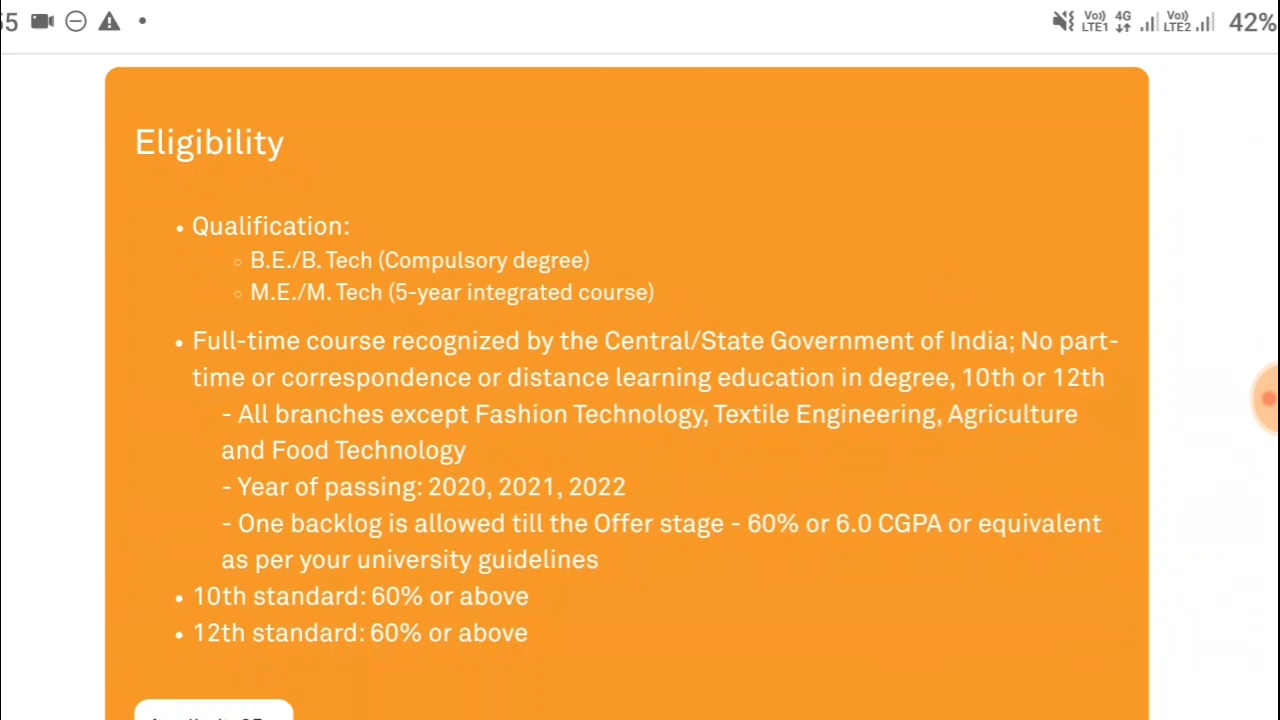 55
Vo)) 4G Vo)) 42%
LTE1 LTE2
Eligibility
• Qualification:
◦ B.E./B. Tech (Compulsory degree)
◦ M.E./M. Tech (5-year integrated course)
• Full-time course recognized by the Central/State Government of India; No part-
time or correspondence or distance learning education in degree, 10th or 12th
- All branches except Fashion Technology, Textile Engineering, Agriculture
and Food Technology
- Year of passing: 2020, 2021, 2022
- One backlog is allowed till the Offer stage - 60% or 6.0 CGPA or equivalent
as per your university guidelines
• 10th standard: 60% or above
• 12th standard: 60% or above